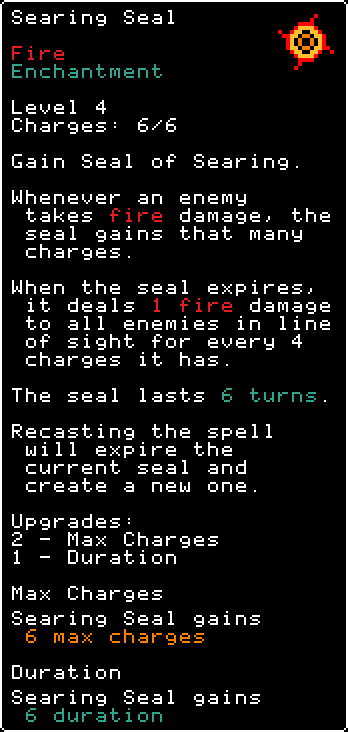 Searing Seal
Fire
Enchantment
Level 4
Charges: 6/6
Gain Seal of Searing.
Whenever an enemy
takes fire damage, the
seal gains that many
charges.
When the seal expires,
it deals 1 fire damage
to all enemies in line
of sight for every 4
charges it has.
The seal lasts 6 turns.
Recasting the spell
will expire the
current seal and
create a new one.
Upgrades:
2 - Max Charges
1 - Duration
Max Charges
Searing Seal gains
6 max charges
Duration
Searing Seal gains
6 duration